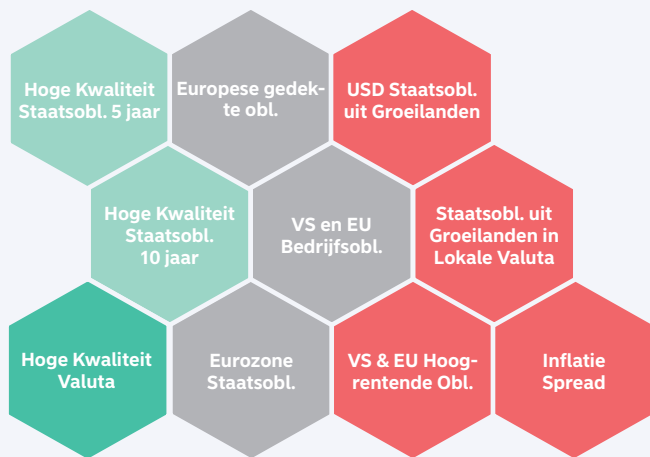 Hoge Kwaliteit
Staatsobl. 5 jaar
Europese gedek-
te obl.
USD Staatsobl.
uit Groeilanden
Hoge Kwaliteit
Staatsobl.
10 jaar
VS en EU
Bedrijfsobl.
Staatsobl. uit
Groeilanden in
Lokale Valuta
Hoge Kwaliteit
Valuta
Eurozone
Staatsobl.
VS & EU Hoog-
rentende Obl.
Inflatie
Spread